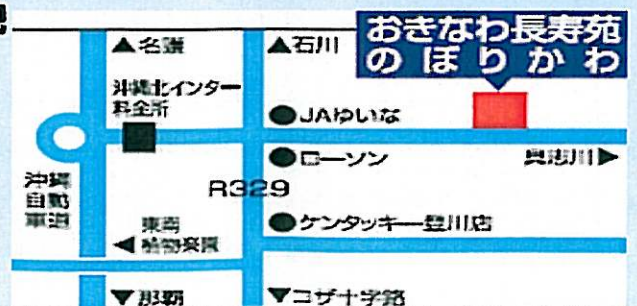 おきなわ長寿苑
のぼりかわ
▲名護
▲石川
沖縄北インター
料金所
●JAゆいな
●ローソン
具志川▶
沖縄
自動
車道
R329
東南
◀植物楽園
●ケンタッキー登川店
▼那覇
▼コザ十字路